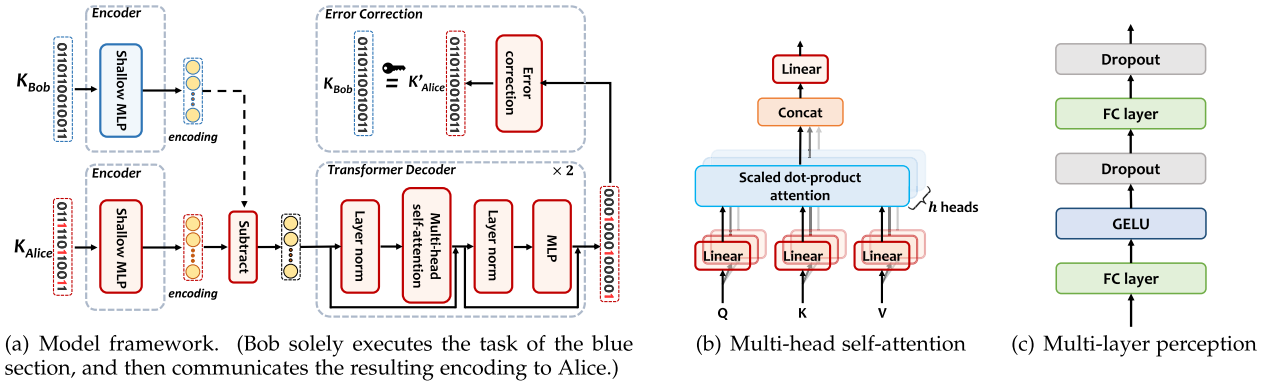 Encoder
K_Bob
0110110010011
Shallow MLP
encoding
Error Correction
K_Bob
0110110010011
=
K'_Alice
0110110010011
Error
correction
Encoder
K_Alice
Shallow MLP
encoding
Subtract
Transformer Decoder
× 2
Layer norm
Multi-head
self-attention
Layer norm
MLP
0001000100001
(a) Model framework. (Bob solely executes the task of the blue
section, and then communicates the resulting encoding to Alice.)
Linear
Concat
Scaled dot-product
attention
h heads
Linear
Linear
Linear
Q
K
V
(b) Multi-head self-attention
Dropout
FC layer
Dropout
GELU
FC layer
(c) Multi-layer perception